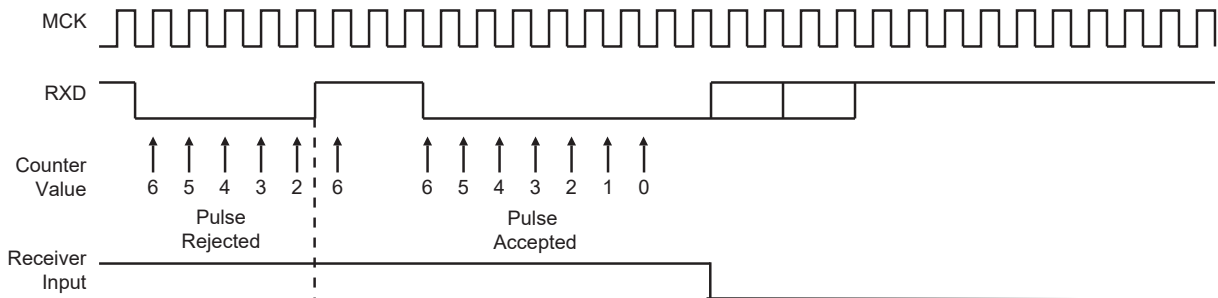 MCK
RXD
Counter
Value
6 5 4 3 2 6 6 5 4 3 2 1 0
Pulse
Rejected
Pulse
Accepted
Receiver
Input